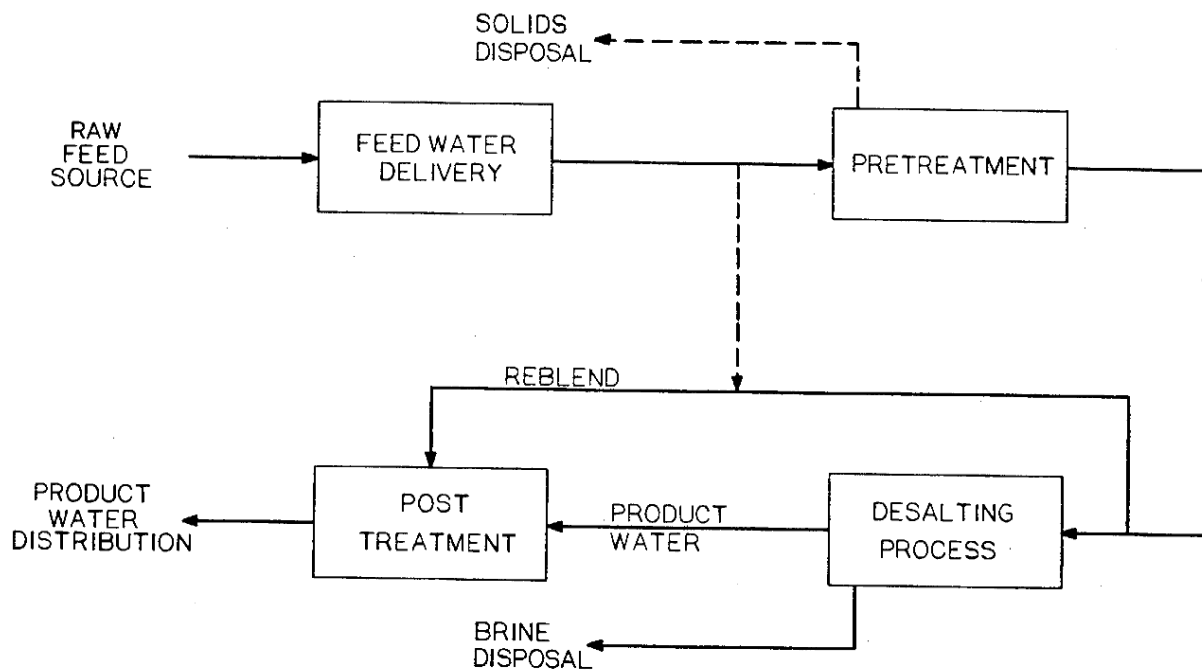 SOLIDS
DISPOSAL
RAW
FEED
SOURCE
FEED WATER
DELIVERY
PRETREATMENT
REBLEND
PRODUCT
WATER
DISTRIBUTION
POST
TREATMENT
PRODUCT
WATER
DESALTING
PROCESS
BRINE
DISPOSAL